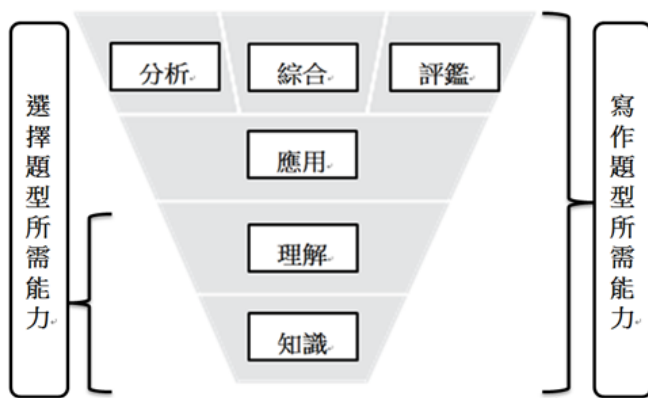 選擇題型所需能力
分析
綜合
評鑑
應用
理解
知識
寫作題型所需能力